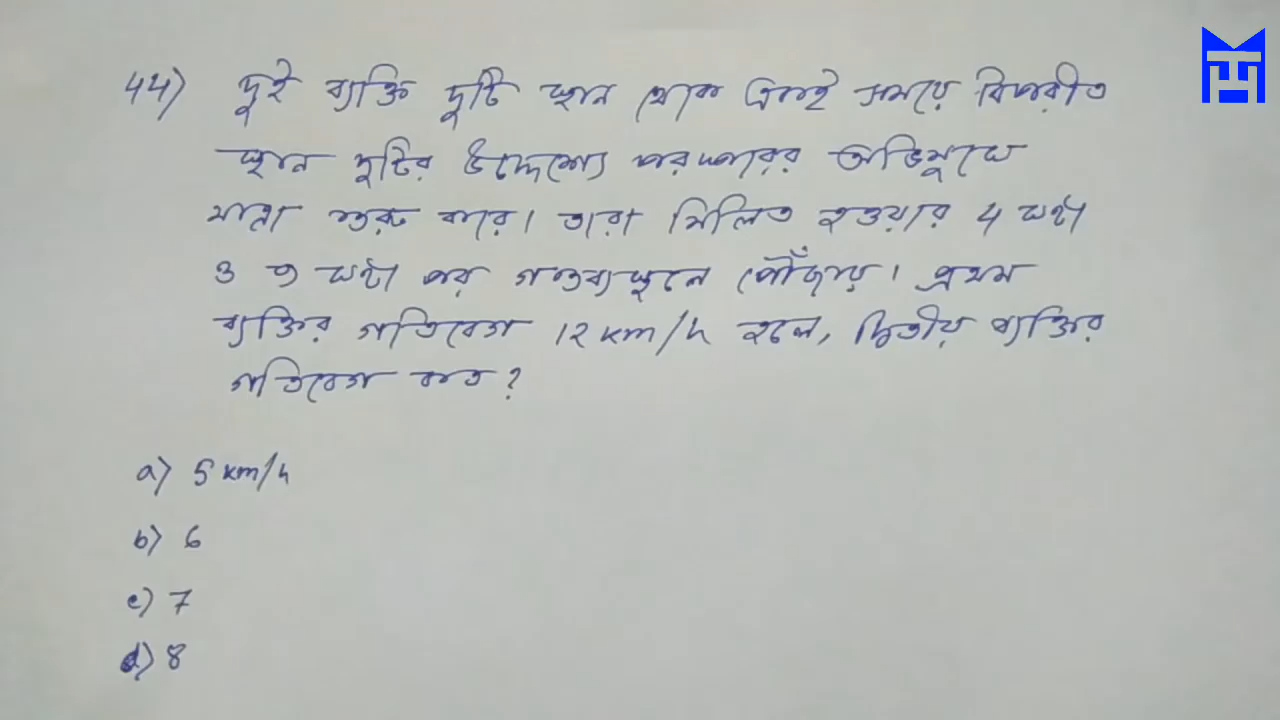 44) দুই ব্যক্তি দুটি স্থান থেকে একই সময়ে বিপরীত
স্থান দুটির উদ্দেশ্যে পরস্পরের অভিমুখে
যাত্রা শুরু করে। তারা মিলিত হওয়ার 4 ঘণ্টা
ও 9 ঘণ্টা পর গন্তব্যস্থলে পৌঁছায়। প্রথম
ব্যক্তির গতিবেগ 12 km/h হলে, দ্বিতীয় ব্যক্তির
গতিবেগ কত?
a) 5 km/h
b) 6
c) 7
d) 8